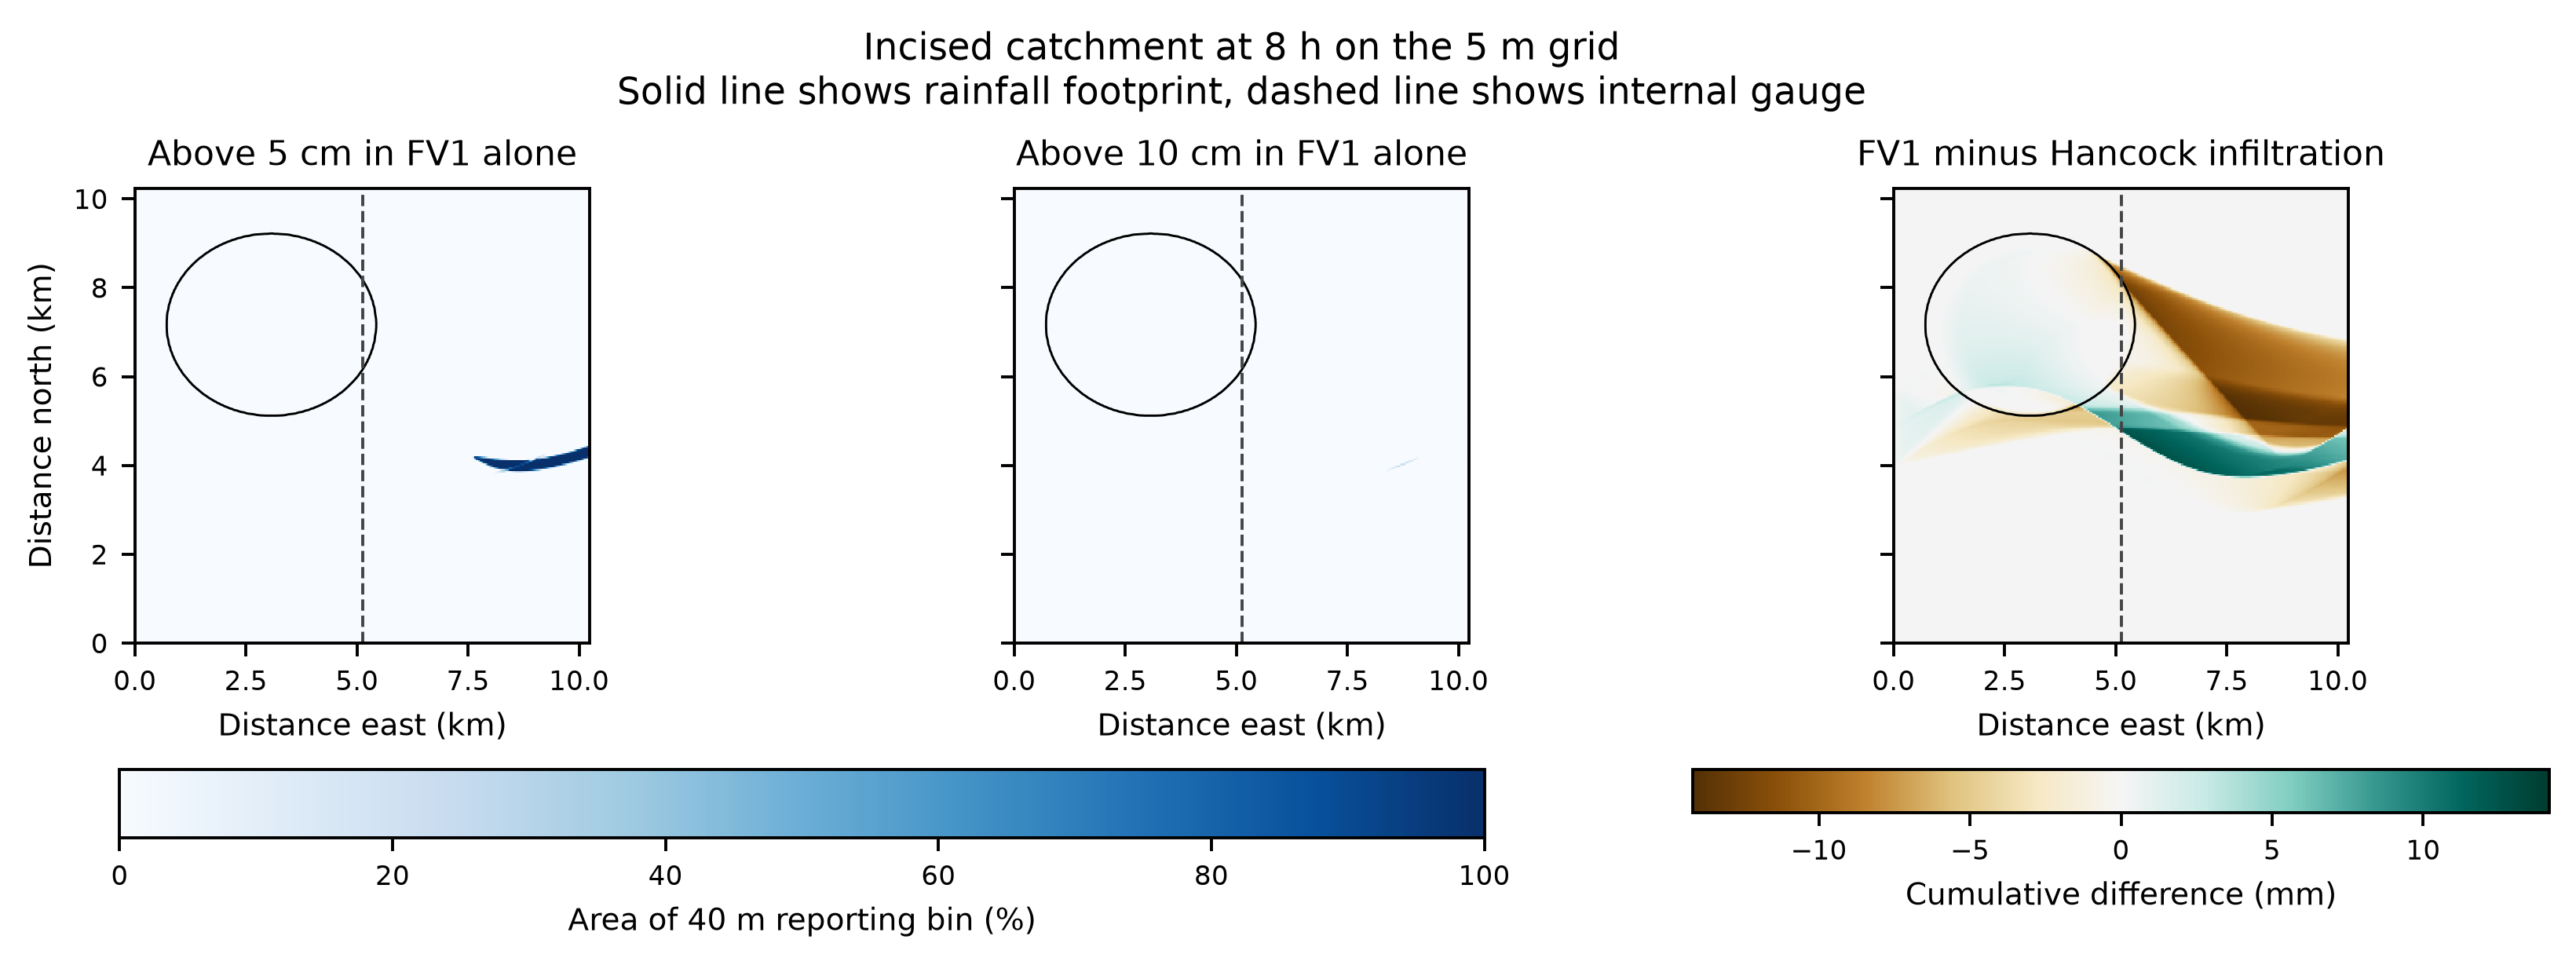 Incised catchment at 8 h on the 5 m grid
Solid line shows rainfall footprint, dashed line shows internal gauge
Above 5 cm in FV1 alone
Above 10 cm in FV1 alone
FV1 minus Hancock infiltration
Distance north (km)
10
8
6
4
2
0
0.0 2.5 5.0 7.5 10.0
0.0 2.5 5.0 7.5 10.0
0.0 2.5 5.0 7.5 10.0
Distance east (km)
Distance east (km)
Distance east (km)
0 20 40 60 80 100
Area of 40 m reporting bin (%)
−10 −5 0 5 10
Cumulative difference (mm)